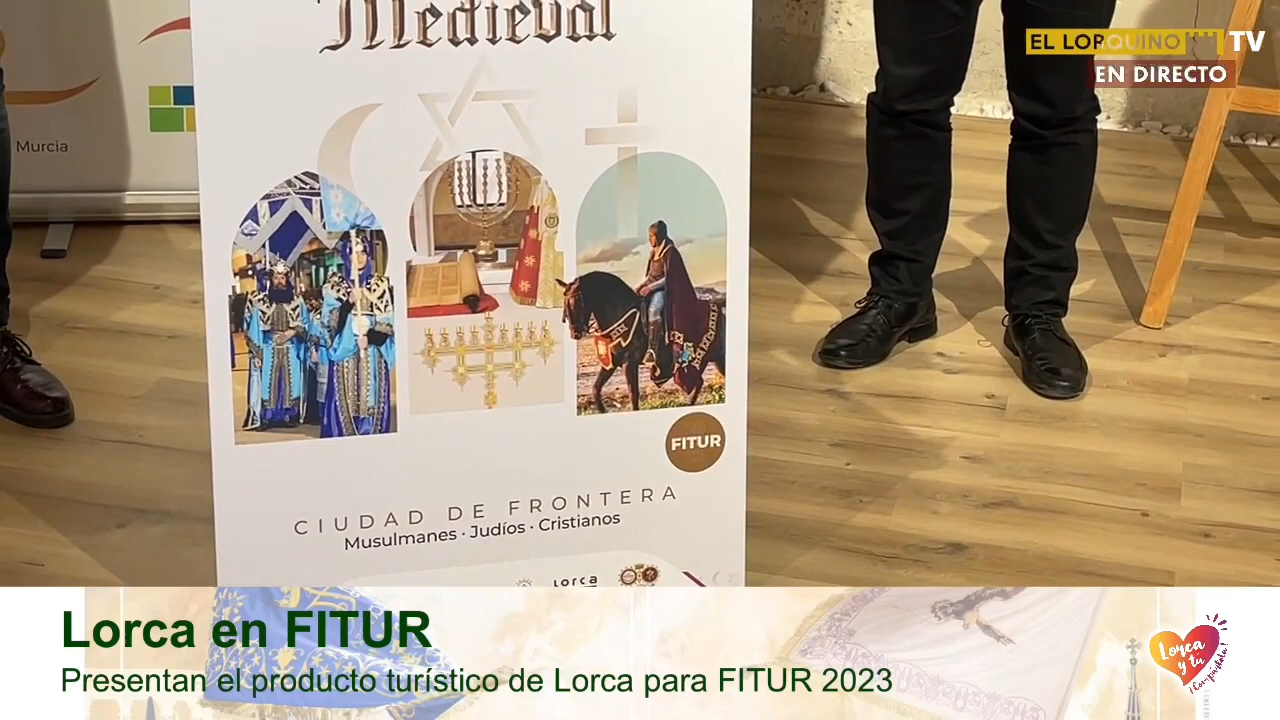 Medieval
EL LORQUINO TV
EN DIRECTO
Murcia
FITUR
CIUDAD DE FRONTERA
Musulmanes · Judíos · Cristianos
Lorca
Lorca en FITUR
Presentan el producto turístico de Lorca para FITUR 2023
Lorca
y tú
¡Compártela!